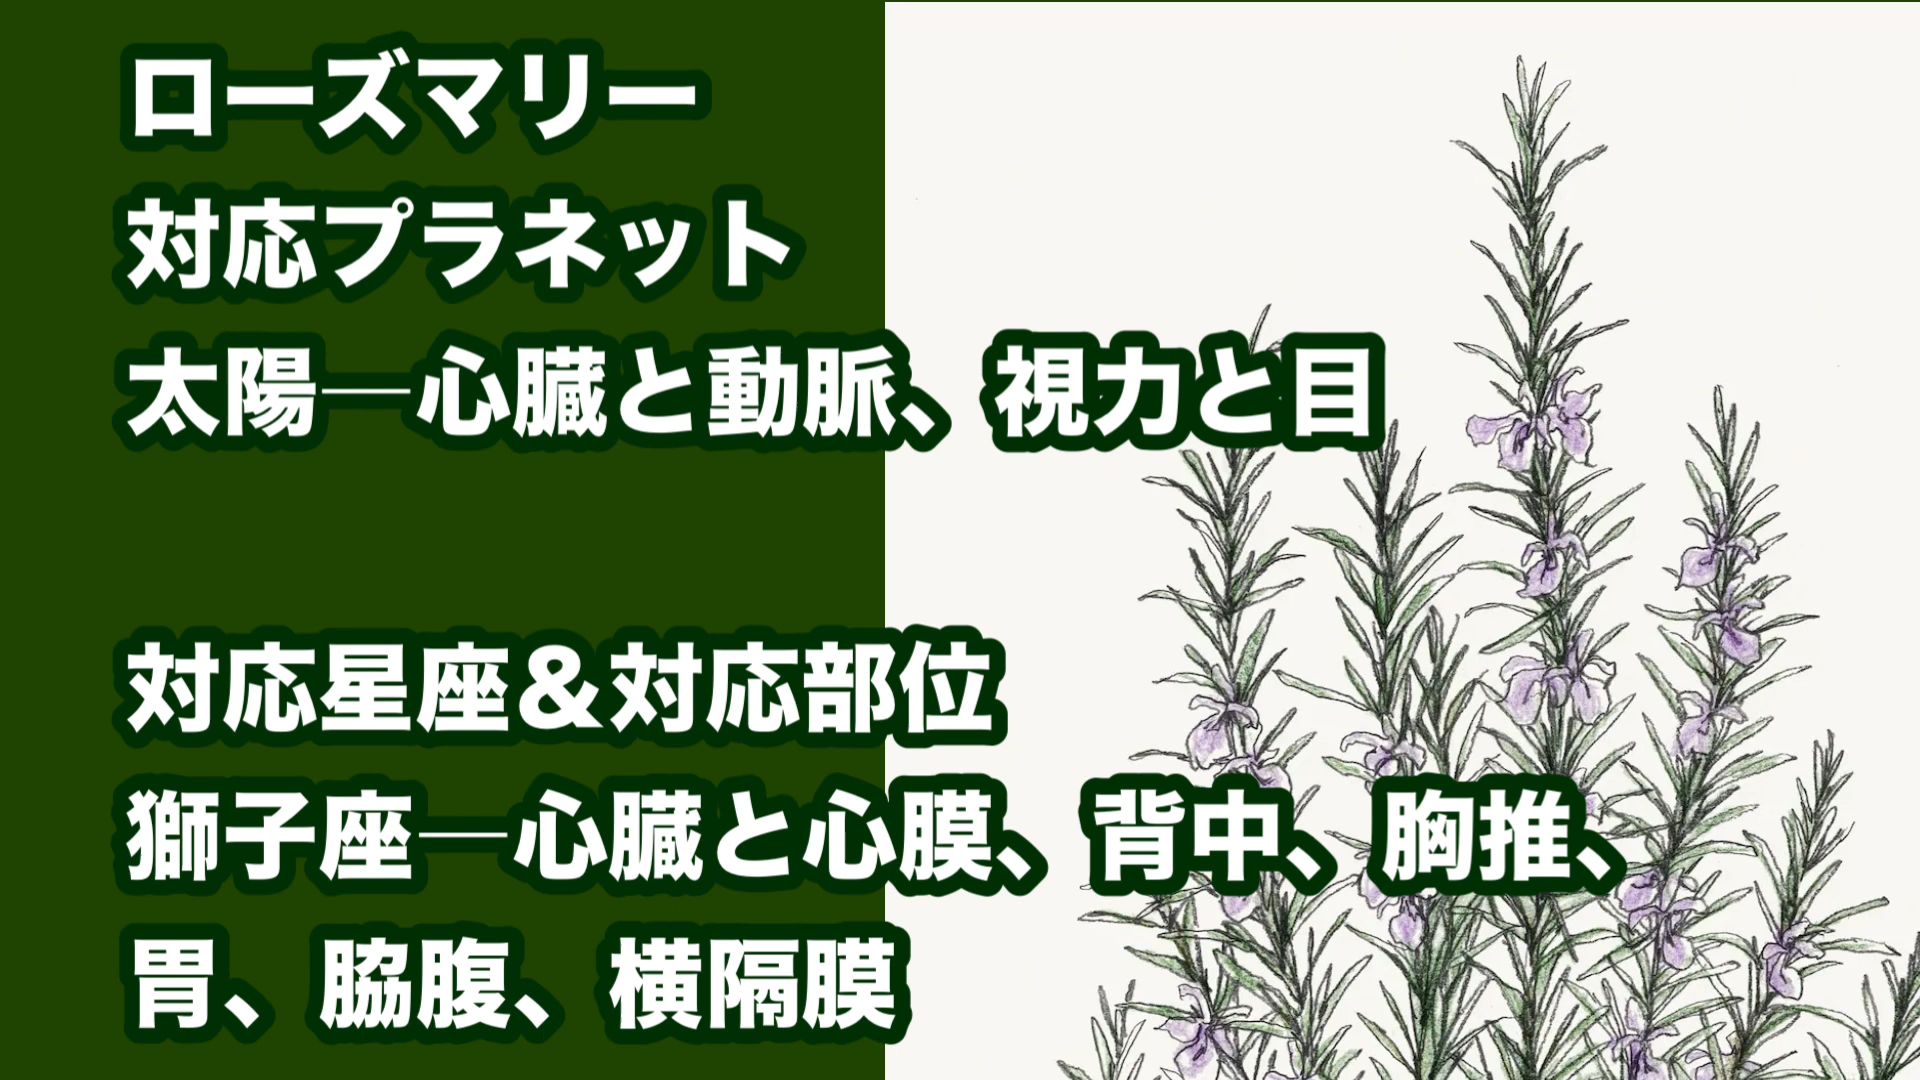 ローズマリー
対応プラネット
太陽―心臓と動脈、視力と目
対応星座＆対応部位
獅子座―心臓と心膜、背中、胸推、
胃、脇腹、横隔膜